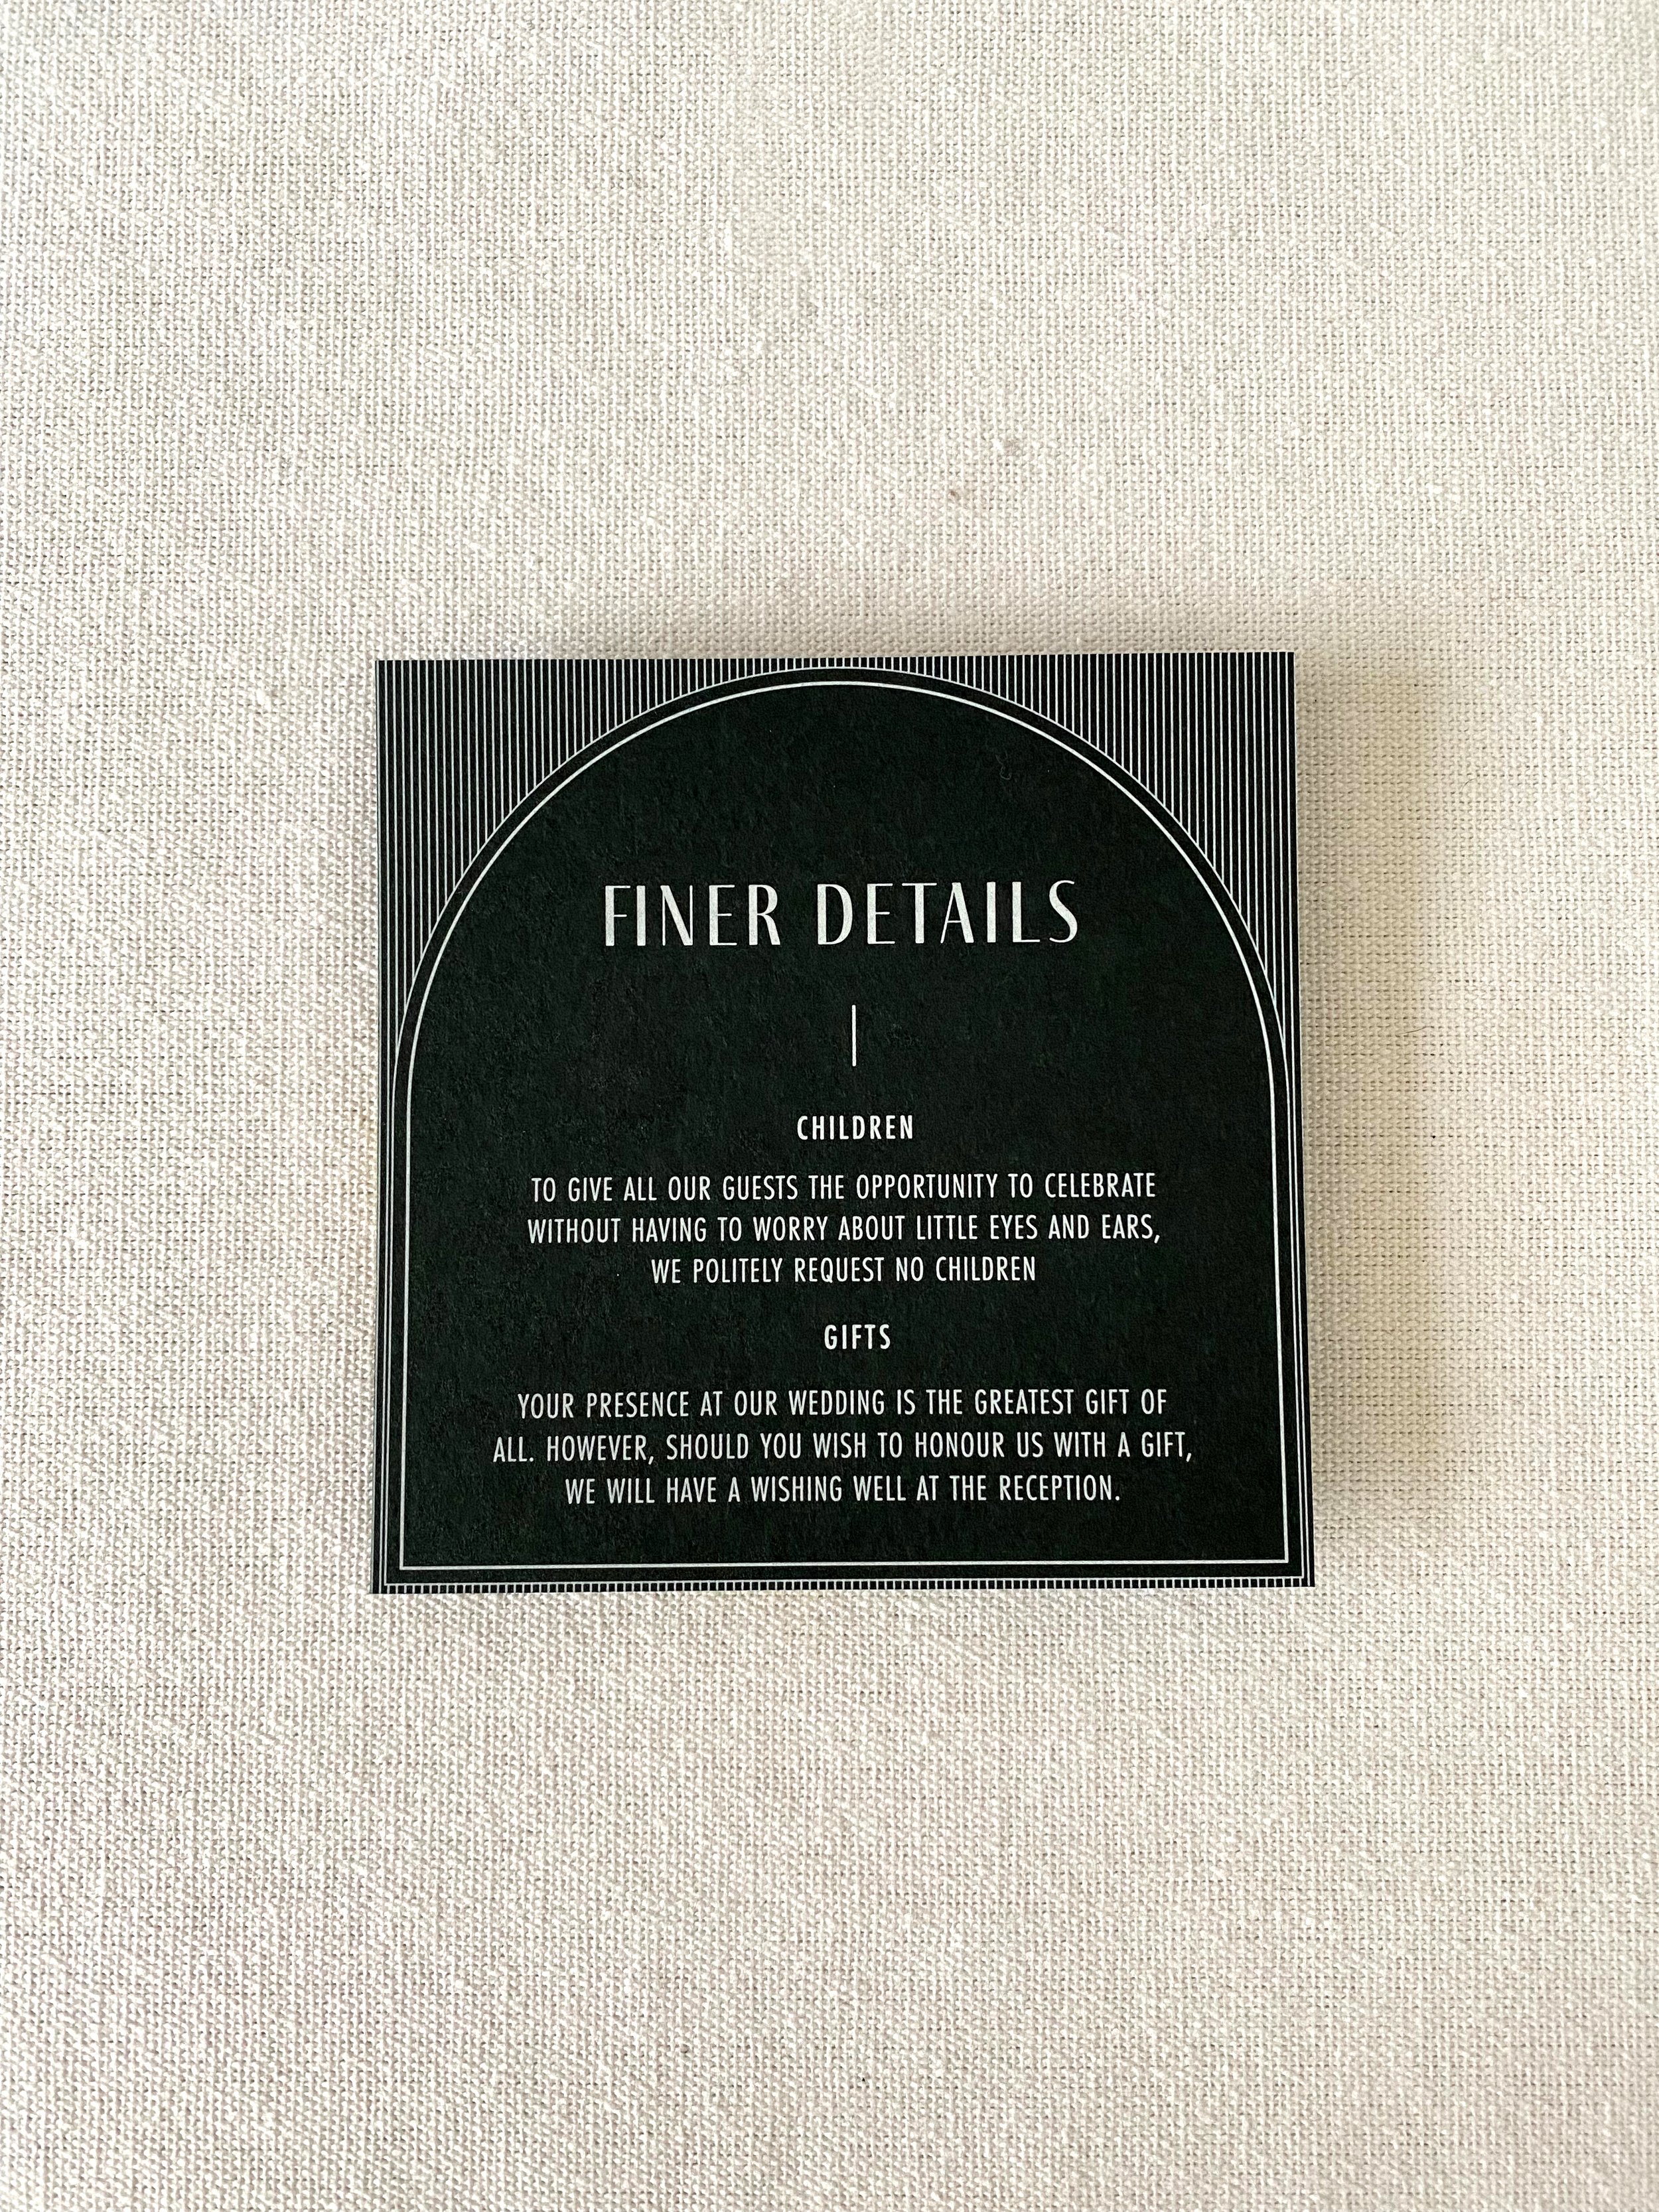 FINER DETAILS
CHILDREN
TO GIVE ALL OUR GUESTS THE OPPORTUNITY TO CELEBRATE
WITHOUT HAVING TO WORRY ABOUT LITTLE EYES AND EARS,
WE POLITELY REQUEST NO CHILDREN
GIFTS
YOUR PRESENCE AT OUR WEDDING IS THE GREATEST GIFT OF
ALL. HOWEVER, SHOULD YOU WISH TO HONOUR US WITH A GIFT,
WE WILL HAVE A WISHING WELL AT THE RECEPTION.